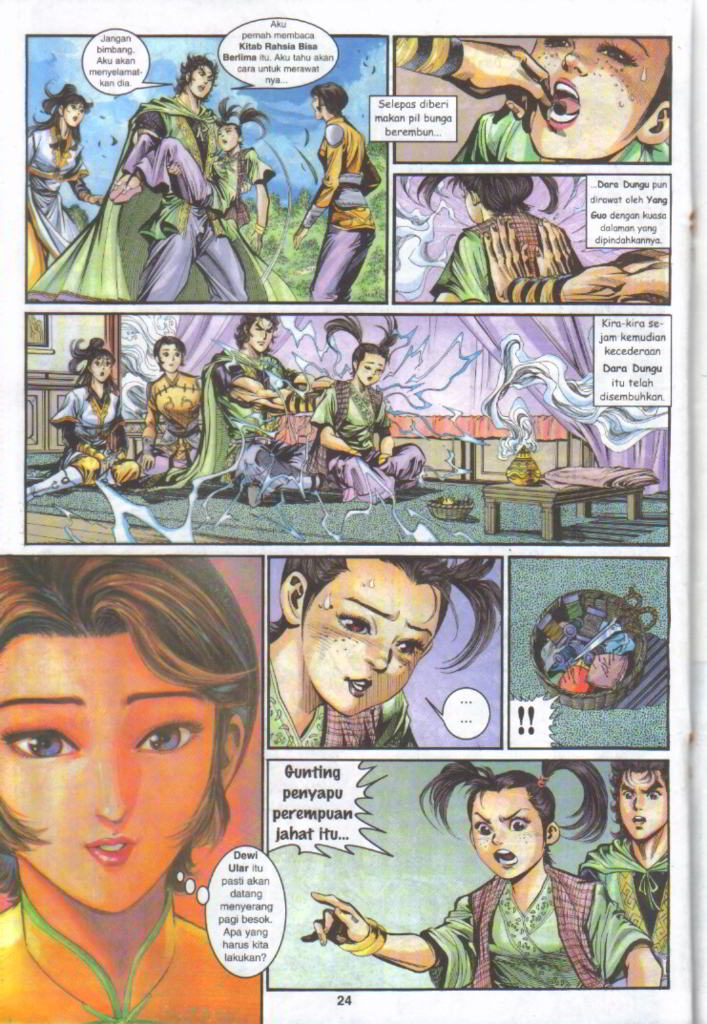 Jangan
bimbang.
Aku akan
menyelamat-
kan dia.
Aku
pernah membaca
Kitab Rahsia Bisa
Berlima itu. Aku tahu akan
cara untuk merawat
nya...
Selepas diberi
makan pil bunga
berembun...
...Dara Dungu pun
dirawat oleh Yang
Guo dengan kuasa
dalaman yang
dipindahkannya.
Kira-kira se-
jam kemudian
kecederaan
Dara Dungu
itu telah
disembuhkan.
Dewi
Ular itu
pasti akan
datang
menyerang
pagi besok.
Apa yang
harus kita
lakukan?
...
...
!!
Gunting
penyapu
perempuan
jahat itu...
24